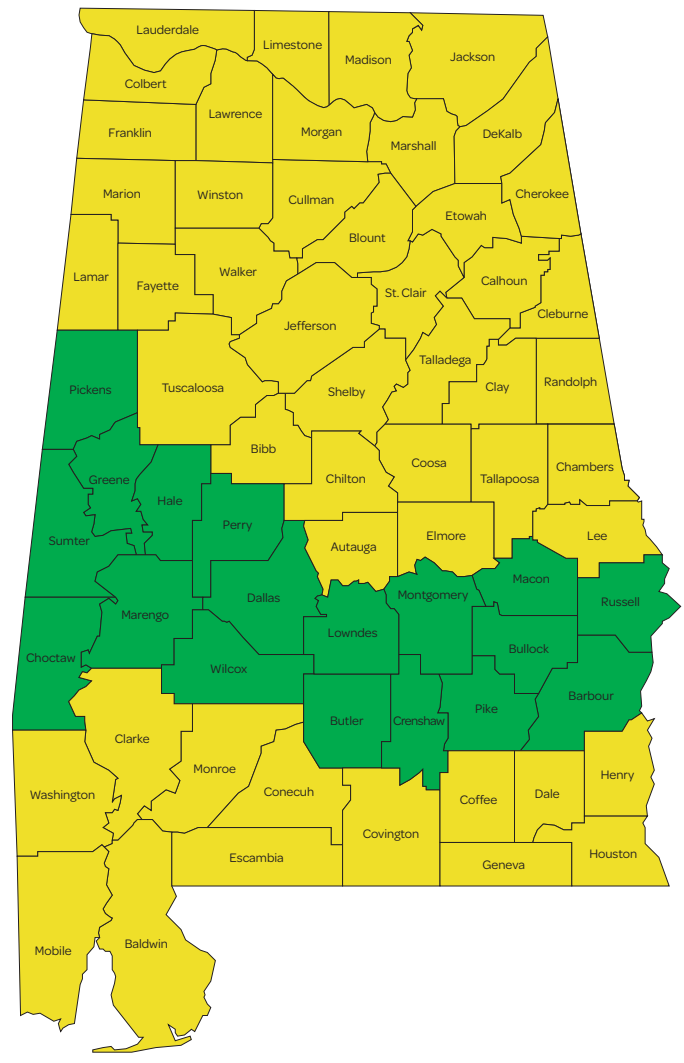 Lauderdale
Limestone
Madison
Jackson
Colbert
Lawrence
Franklin
Morgan
Marshall
DeKalb
Marion
Winston
Cullman
Cherokee
Etowah
Blount
Lamar
Fayette
Walker
St. Clair
Calhoun
Cleburne
Jefferson
Talladega
Pickens
Tuscaloosa
Shelby
Clay
Randolph
Bibb
Coosa
Chambers
Greene
Hale
Chilton
Tallapoosa
Perry
Sumter
Autauga
Elmore
Lee
Macon
Dallas
Montgomery
Russell
Marengo
Lowndes
Bullock
Choctaw
Wilcox
Barbour
Butler
Crenshaw
Pike
Clarke
Monroe
Henry
Washington
Conecuh
Coffee
Dale
Covington
Escambia
Geneva
Houston
Mobile
Baldwin